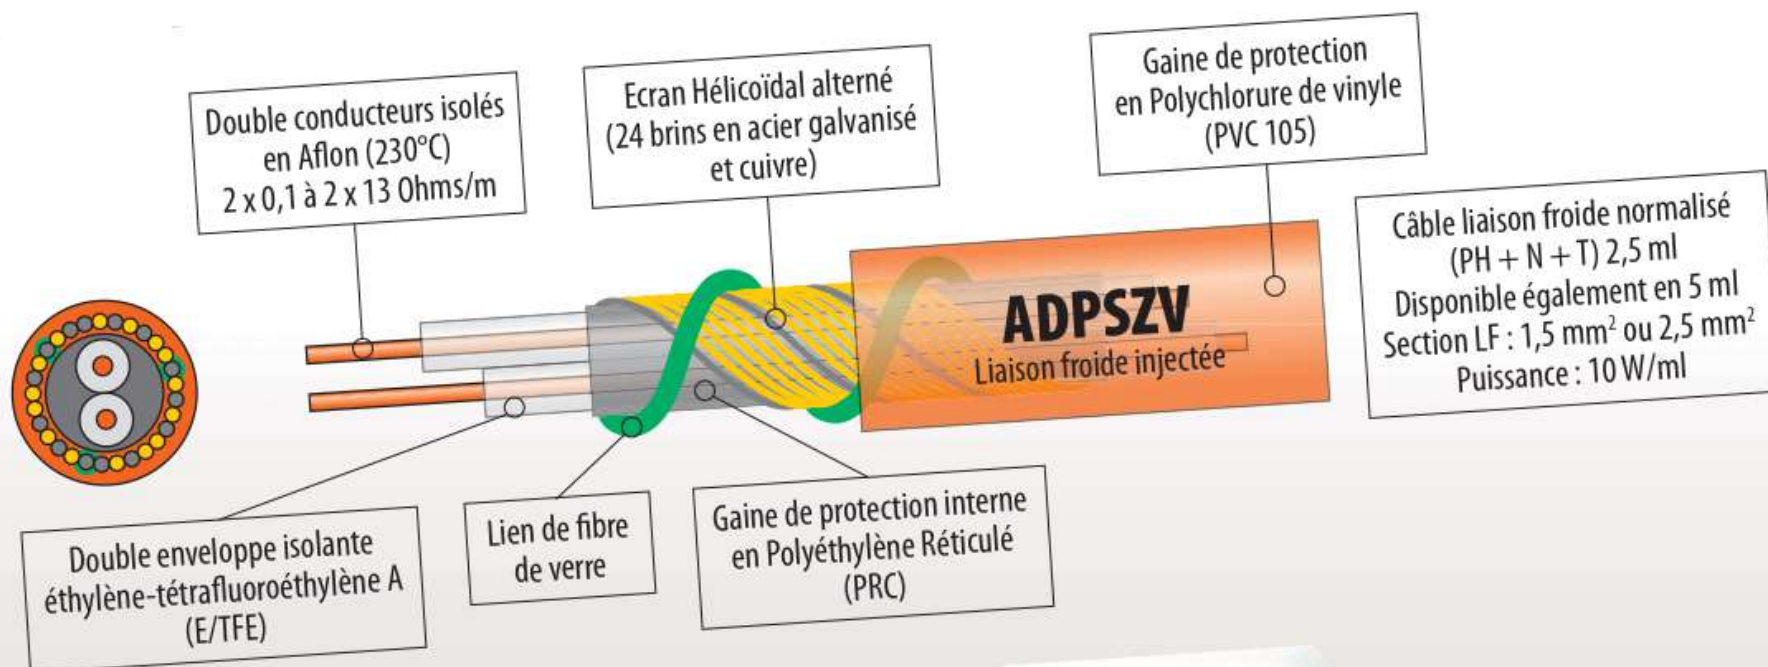 Double conducteurs isolés
en Aflon (230°C)
2 x 0,1 à 2 x 13 Ohms/m
Ecran Hélicoïdal alterné
(24 brins en acier galvanisé
et cuivre)
Gaine de protection
en Polychlorure de vinyle
(PVC 105)
Câble liaison froide normalisé
(PH + N + T) 2,5 ml
Disponible également en 5 ml
Section LF : 1,5 mm² ou 2,5 mm²
Puissance : 10 W/ml
ADPSZV
Liaison froide injectée
Double enveloppe isolante
éthylène-tétrafluoroéthylène A
(E/TFE)
Lien de fibre
de verre
Gaine de protection interne
en Polyéthylène Réticulé
(PRC)